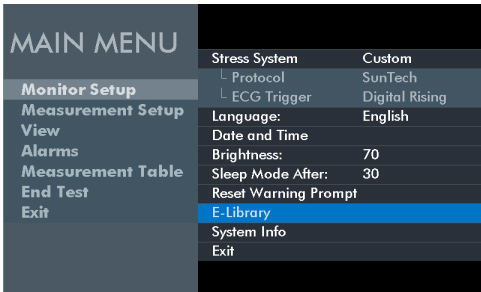 MAIN MENU
Monitor Setup
Measurement Setup
View
Alarms
Measurement Table
End Test
Exit
Stress System Custom
Protocol SunTech
ECG Trigger Digital Rising
Language: English
Date and Time
Brightness: 70
Sleep Mode After: 30
Reset Warning Prompt
E-Library
System Info
Exit